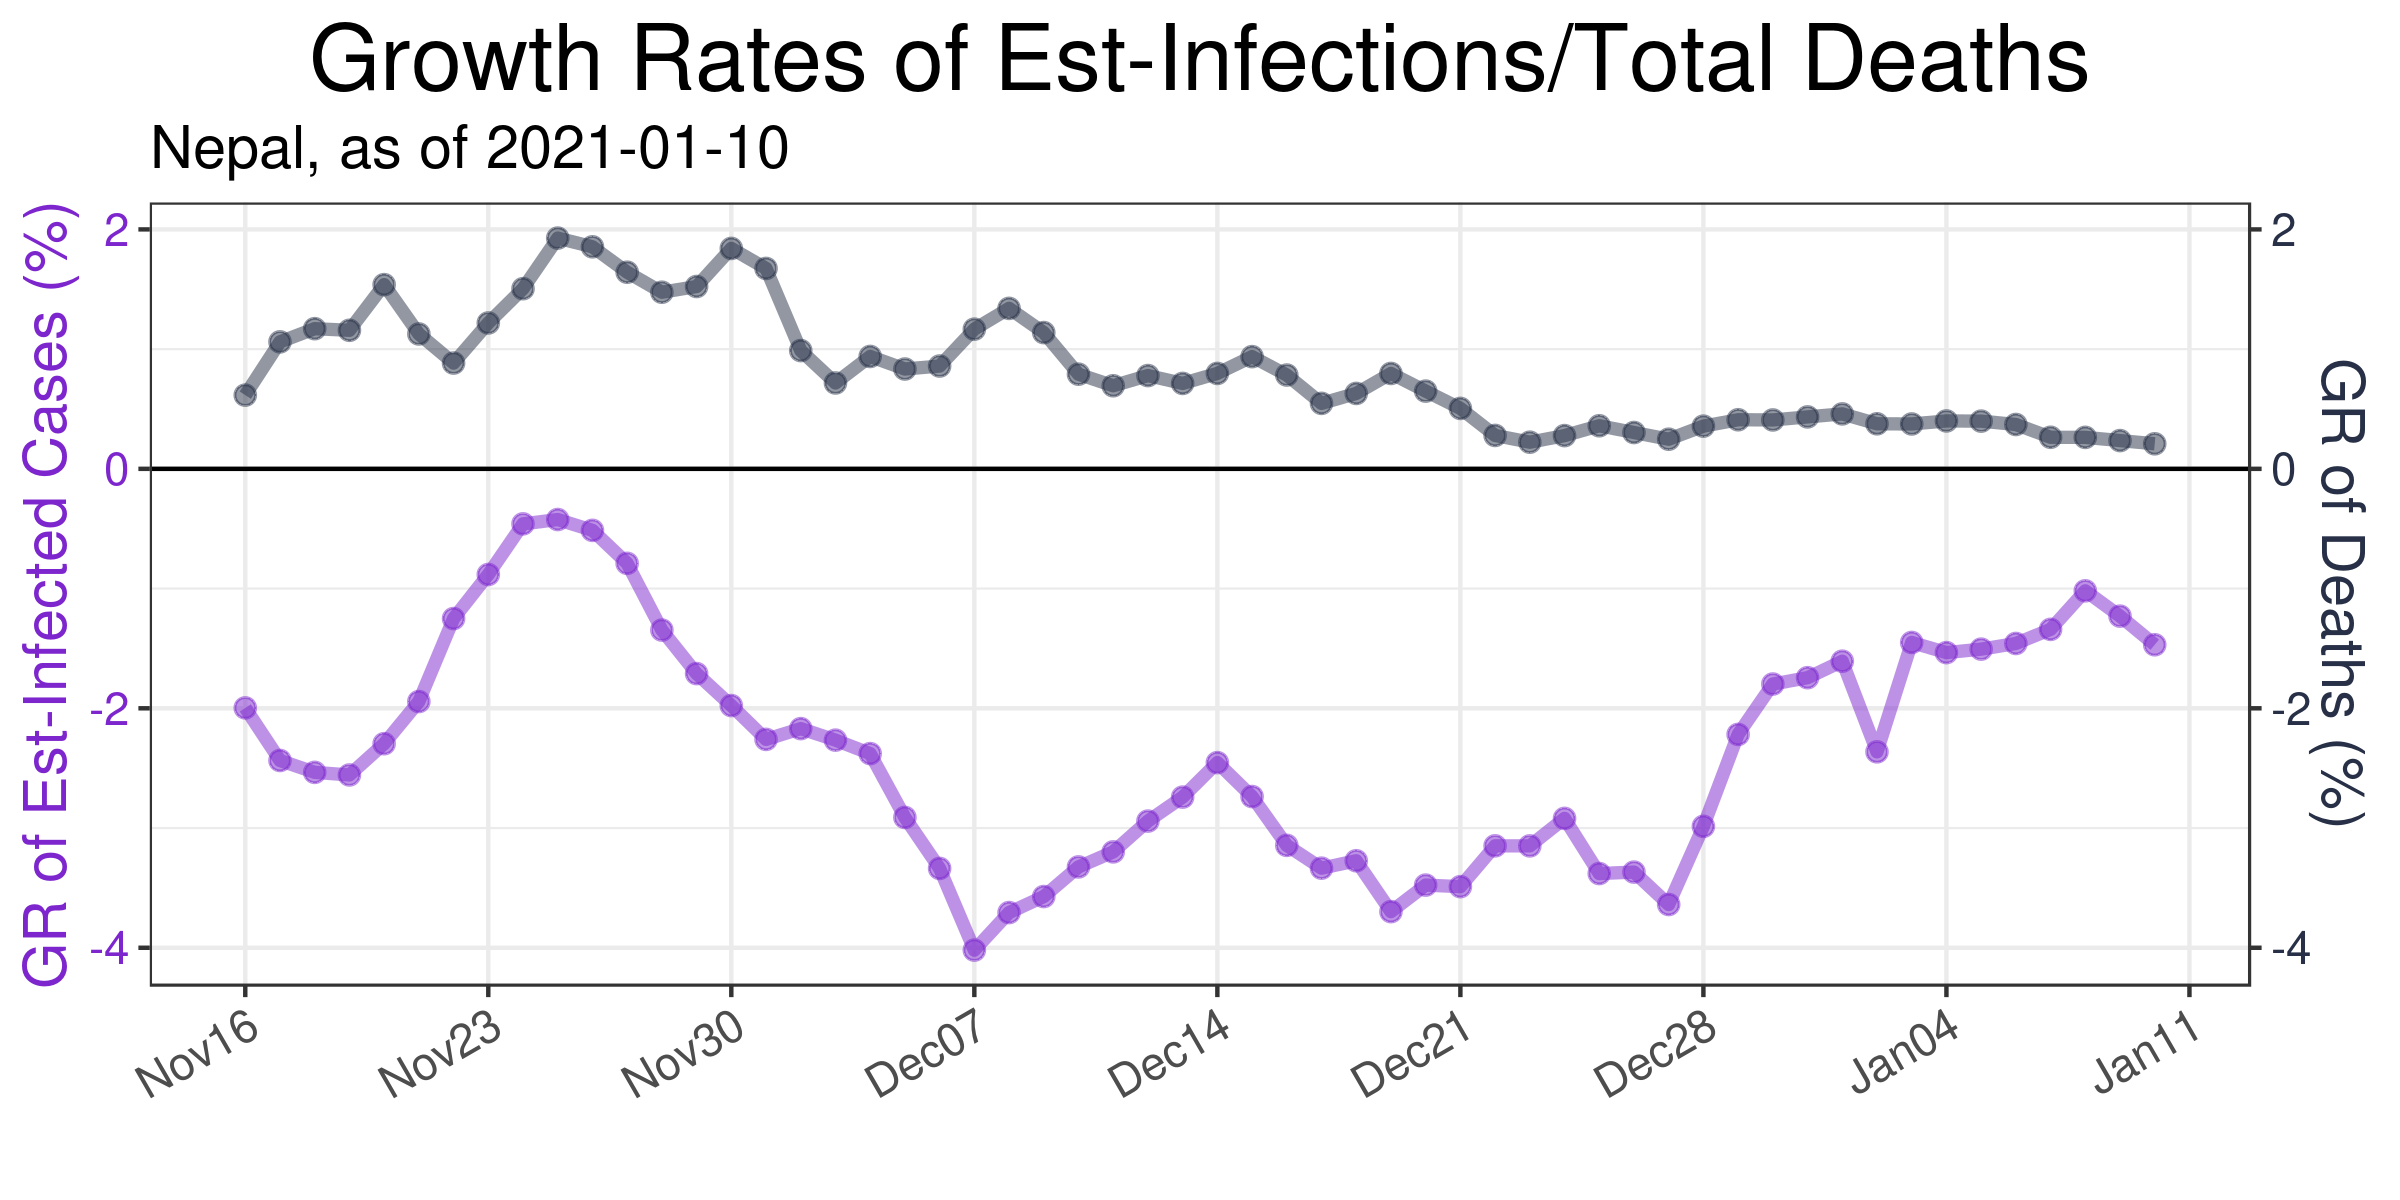 Growth Rates of Est-Infections/Total Deaths
Nepal, as of 2021-01-10
GR of Est-Infected Cases (%)
2
0
-2
-4
2
0
-2
-4
GR of Deaths (%)
Nov16
Nov23
Nov30
Dec07
Dec14
Dec21
Dec28
Jan04
Jan11